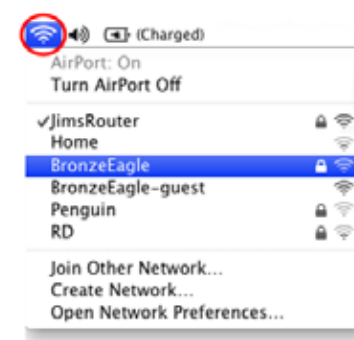 (Charged)
AirPort: On
Turn AirPort Off
✓JimsRouter
Home
BronzeEagle
BronzeEagle-guest
Penguin
RD
Join Other Network...
Create Network...
Open Network Preferences...